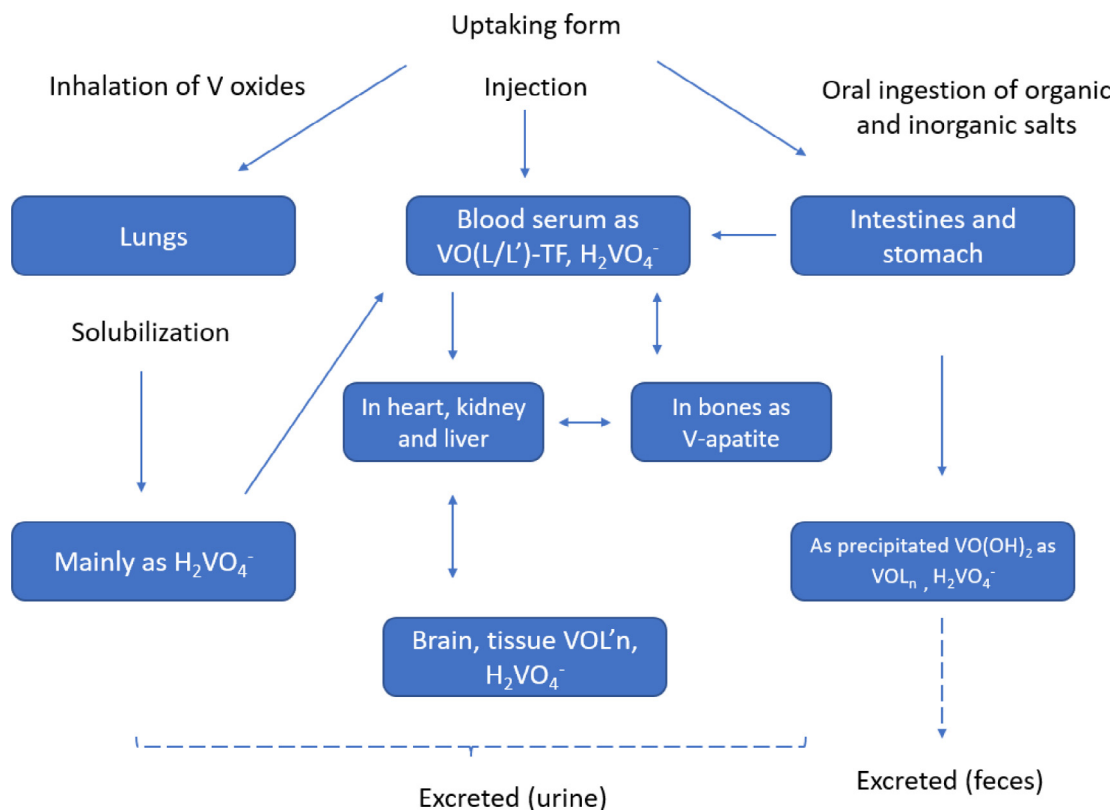 Uptaking form
Inhalation of V oxides
Injection
Oral ingestion of organic
and inorganic salts
Lungs
Blood serum as
VO(L/L’)-TF, H₂VO₄⁻
Intestines and
stomach
Solubilization
In heart, kidney
and liver
In bones as
V-apatite
Mainly as H₂VO₄⁻
As precipitated VO(OH)₂ as
VOLₙ , H₂VO₄⁻
Brain, tissue VOL’n,
H₂VO₄⁻
Excreted (urine)
Excreted (feces)